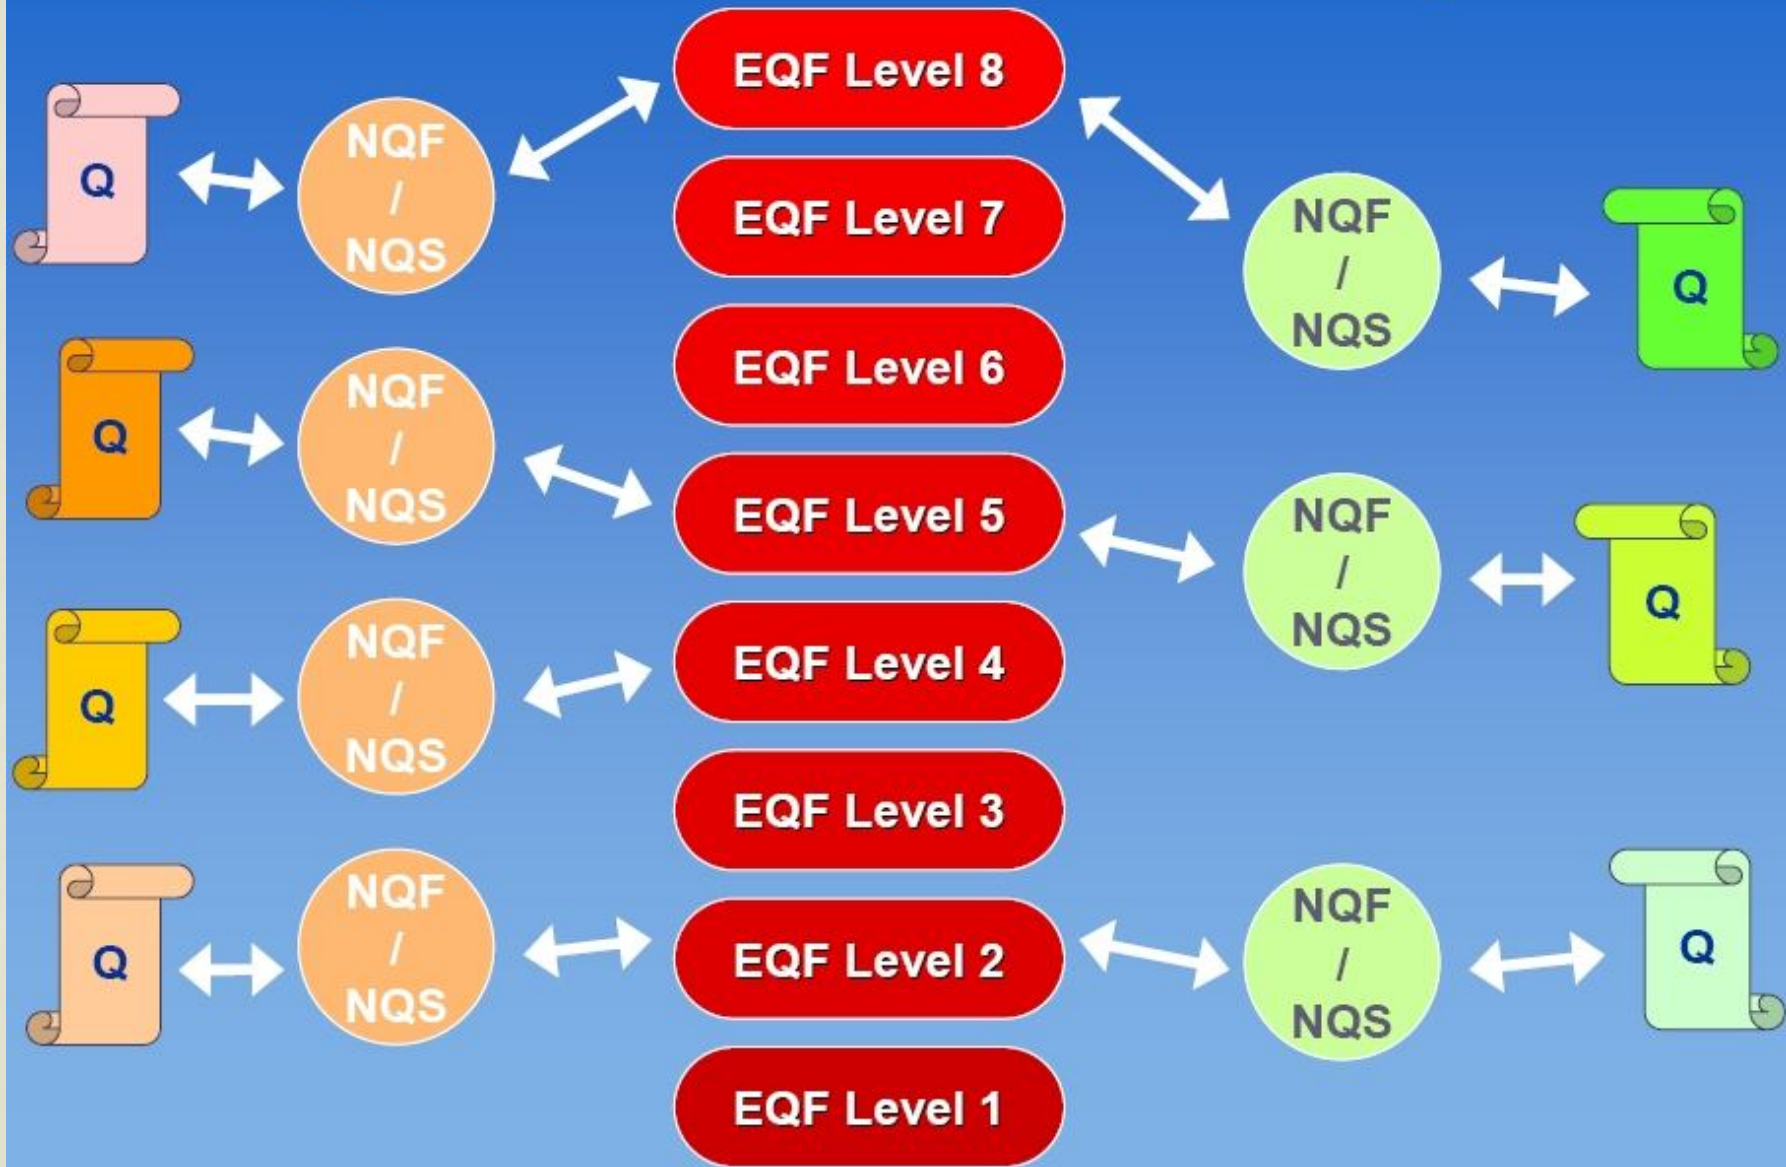 EQF Level 8
EQF Level 7
EQF Level 6
EQF Level 5
EQF Level 4
EQF Level 3
EQF Level 2
EQF Level 1
Q
NQF
/
NQS
Q
NQF
/
NQS
Q
NQF
/
NQS
Q
NQF
/
NQS
NQF
/
NQS
Q
NQF
/
NQS
Q
NQF
/
NQS
Q